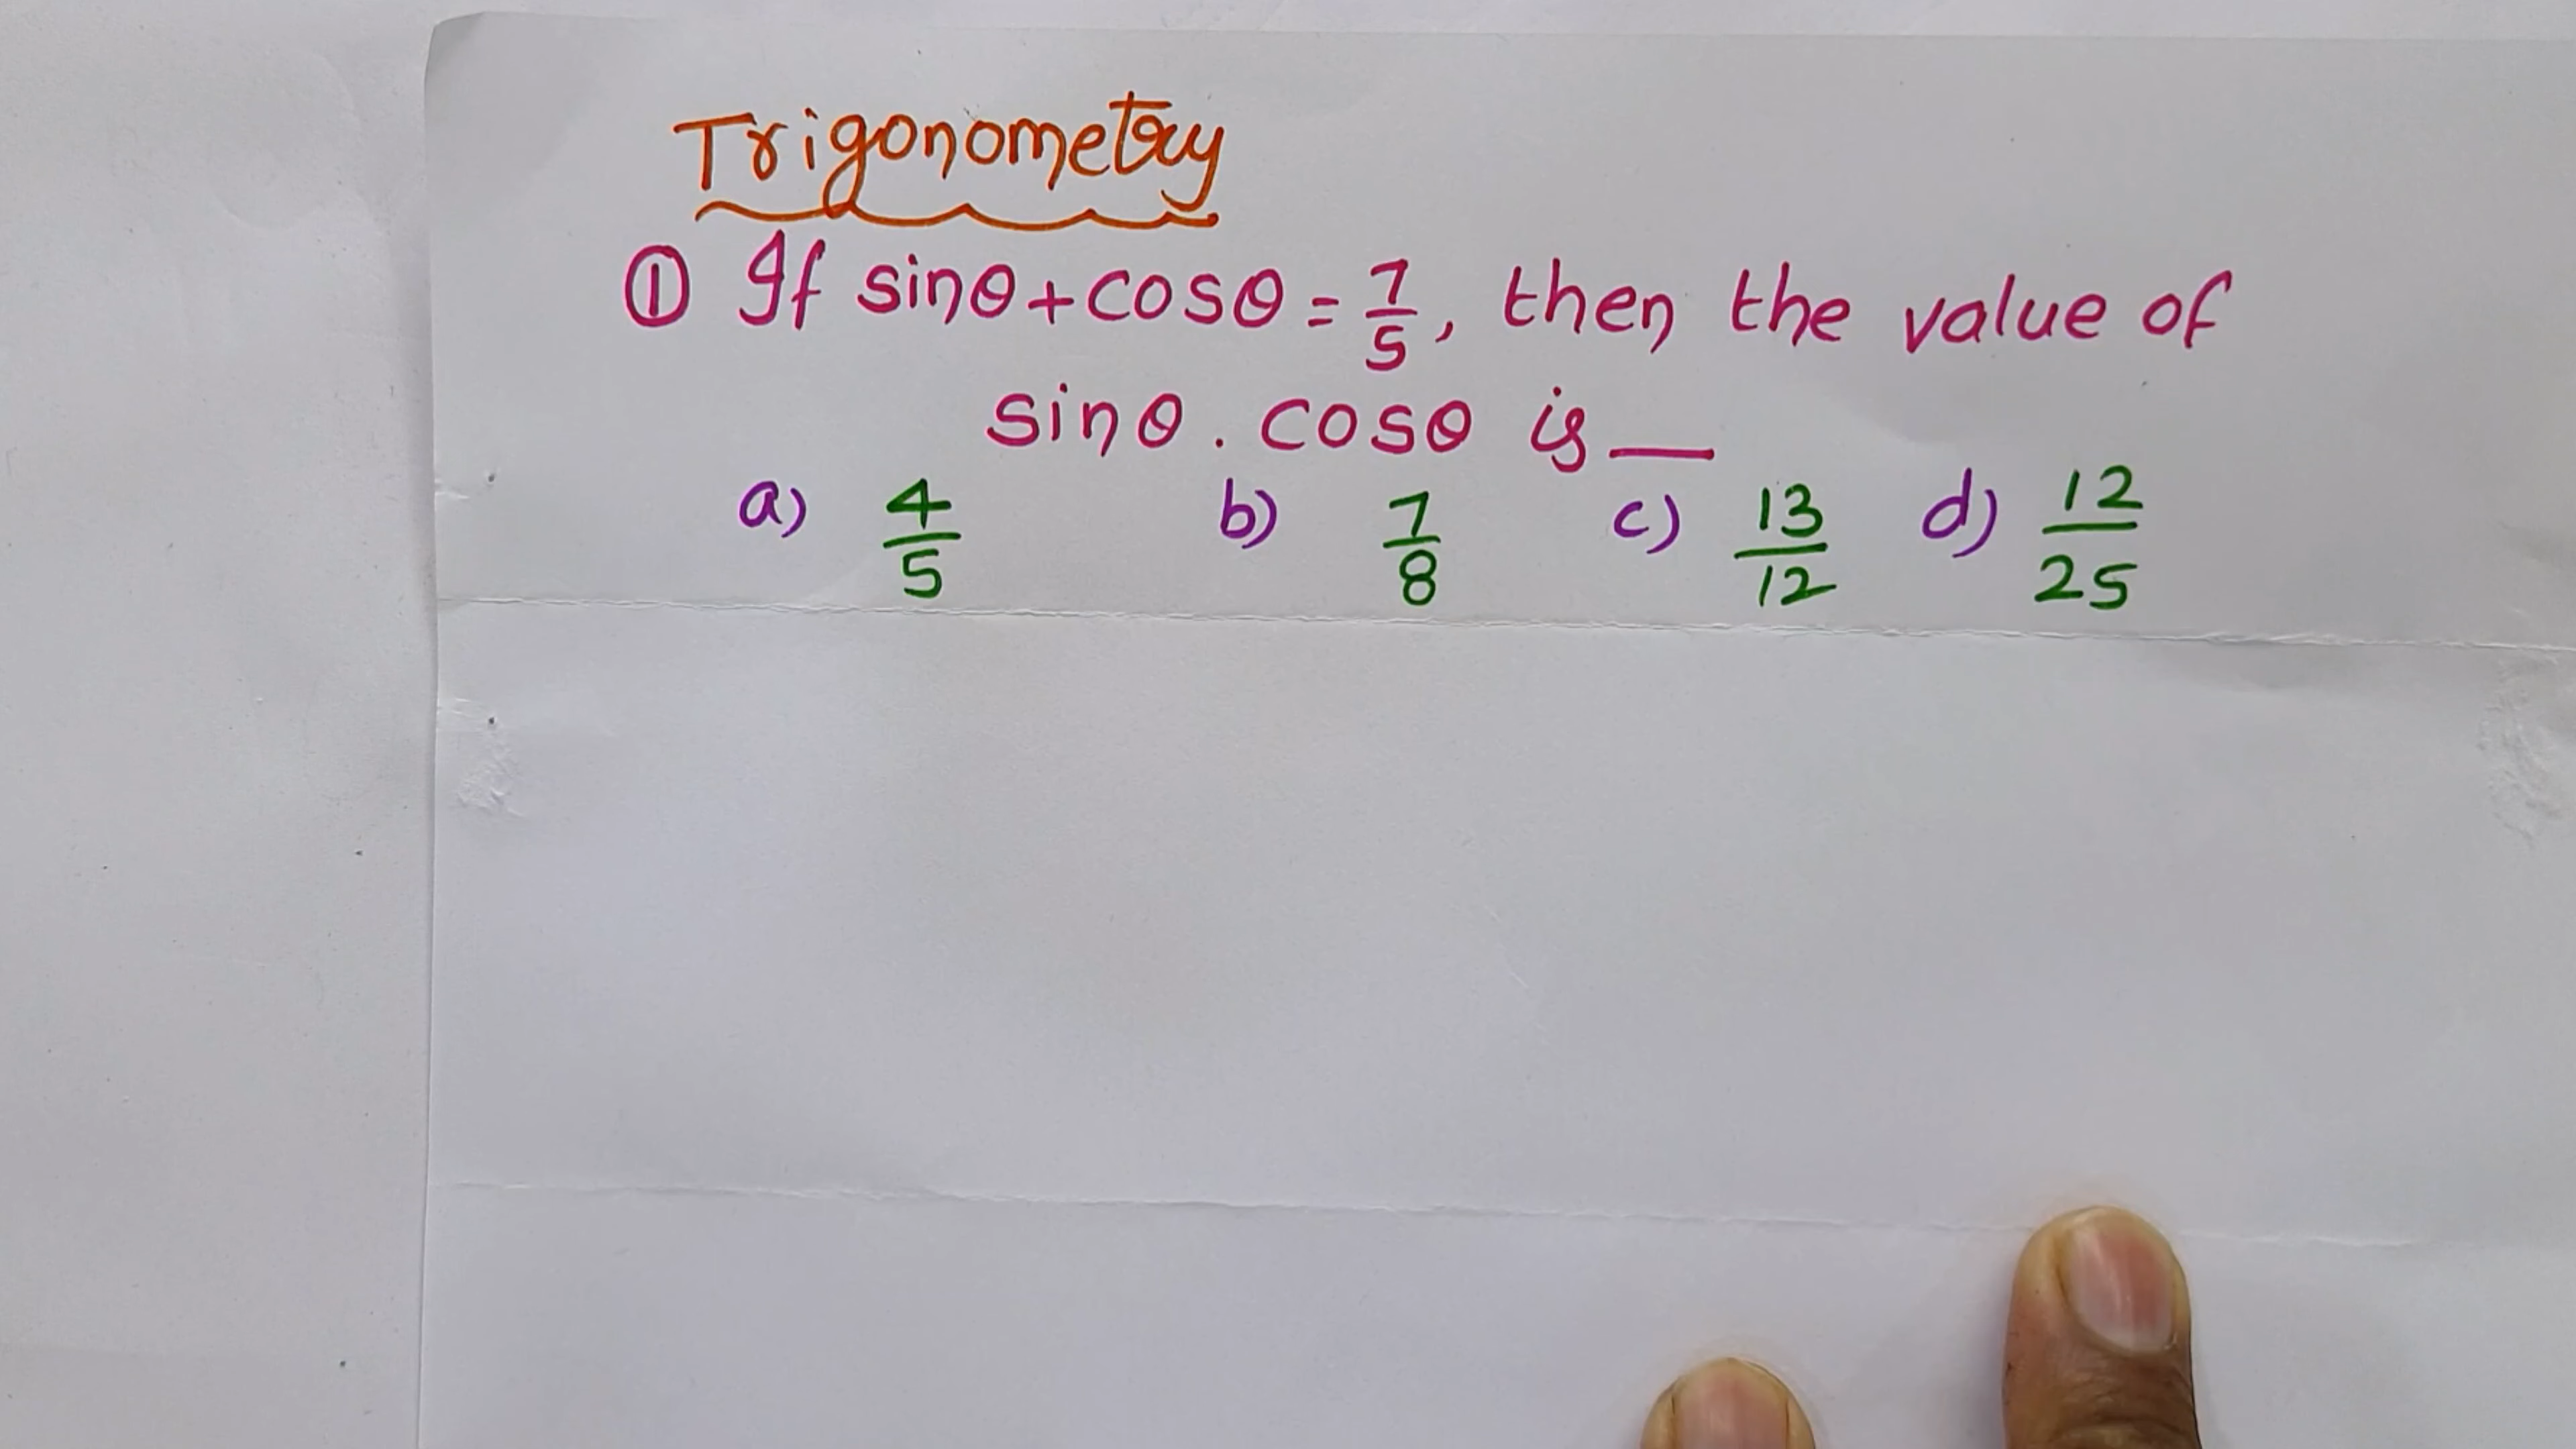 Trigonometry
① If sinθ+cosθ = 7/5, then the value of
sinθ . cosθ is __
a) 4/5 b) 7/8 c) 13/12 d) 12/25